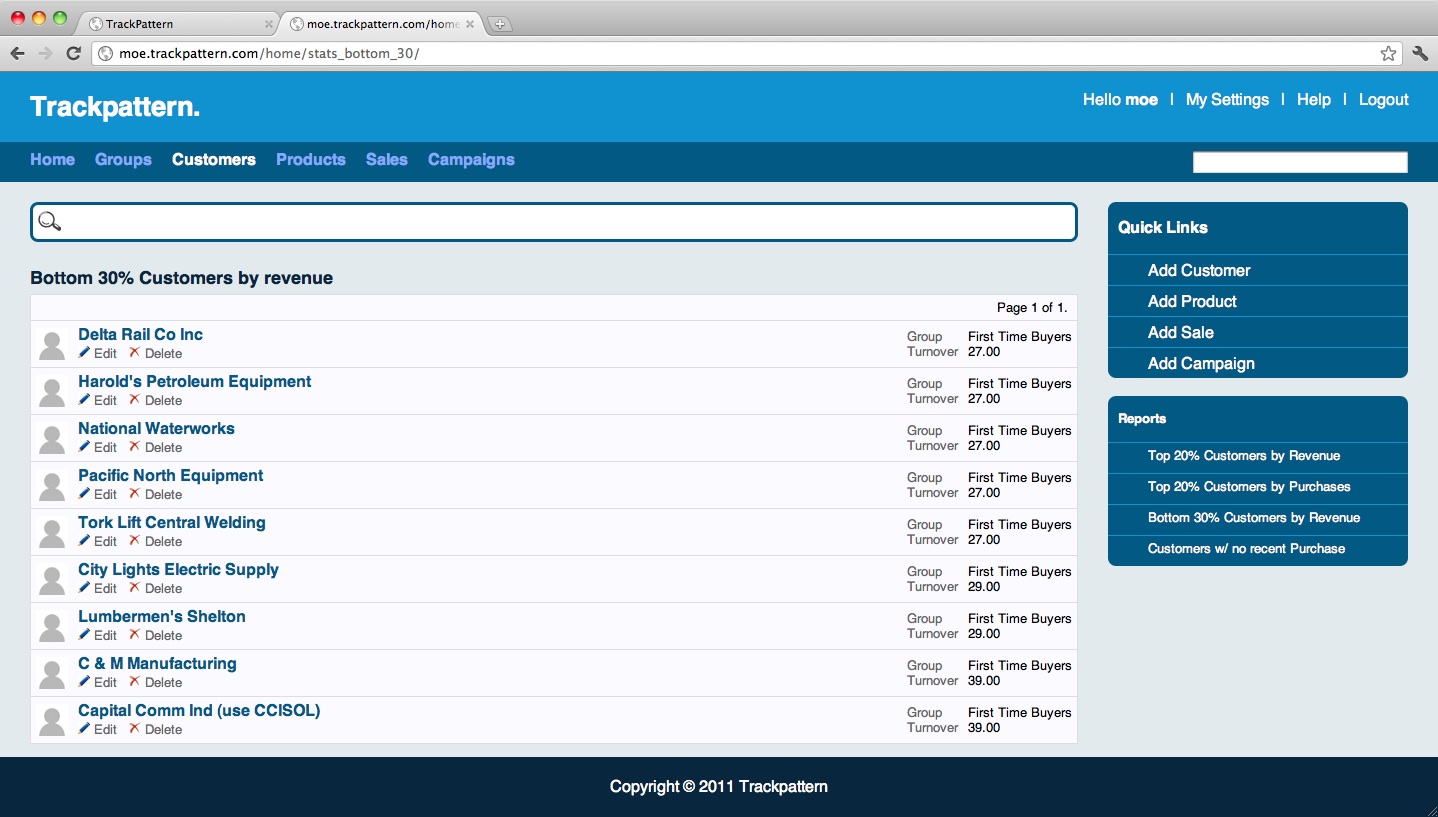 TrackPattern
moe.trackpattern.com/home
moe.trackpattern.com/home/stats_bottom_30/
Trackpattern.
Hello moe | My Settings | Help | Logout
Home Groups Customers Products Sales Campaigns
Bottom 30% Customers by revenue
Page 1 of 1.
Delta Rail Co Inc
Edit Delete
Group First Time Buyers
Turnover 27.00
Harold's Petroleum Equipment
Edit Delete
Group First Time Buyers
Turnover 27.00
National Waterworks
Edit Delete
Group First Time Buyers
Turnover 27.00
Pacific North Equipment
Edit Delete
Group First Time Buyers
Turnover 27.00
Tork Lift Central Welding
Edit Delete
Group First Time Buyers
Turnover 27.00
City Lights Electric Supply
Edit Delete
Group First Time Buyers
Turnover 29.00
Lumbermen's Shelton
Edit Delete
Group First Time Buyers
Turnover 29.00
C & M Manufacturing
Edit Delete
Group First Time Buyers
Turnover 39.00
Capital Comm Ind (use CCISOL)
Edit Delete
Group First Time Buyers
Turnover 39.00
Quick Links
Add Customer
Add Product
Add Sale
Add Campaign
Reports
Top 20% Customers by Revenue
Top 20% Customers by Purchases
Bottom 30% Customers by Revenue
Customers w/ no recent Purchase
Copyright © 2011 Trackpattern